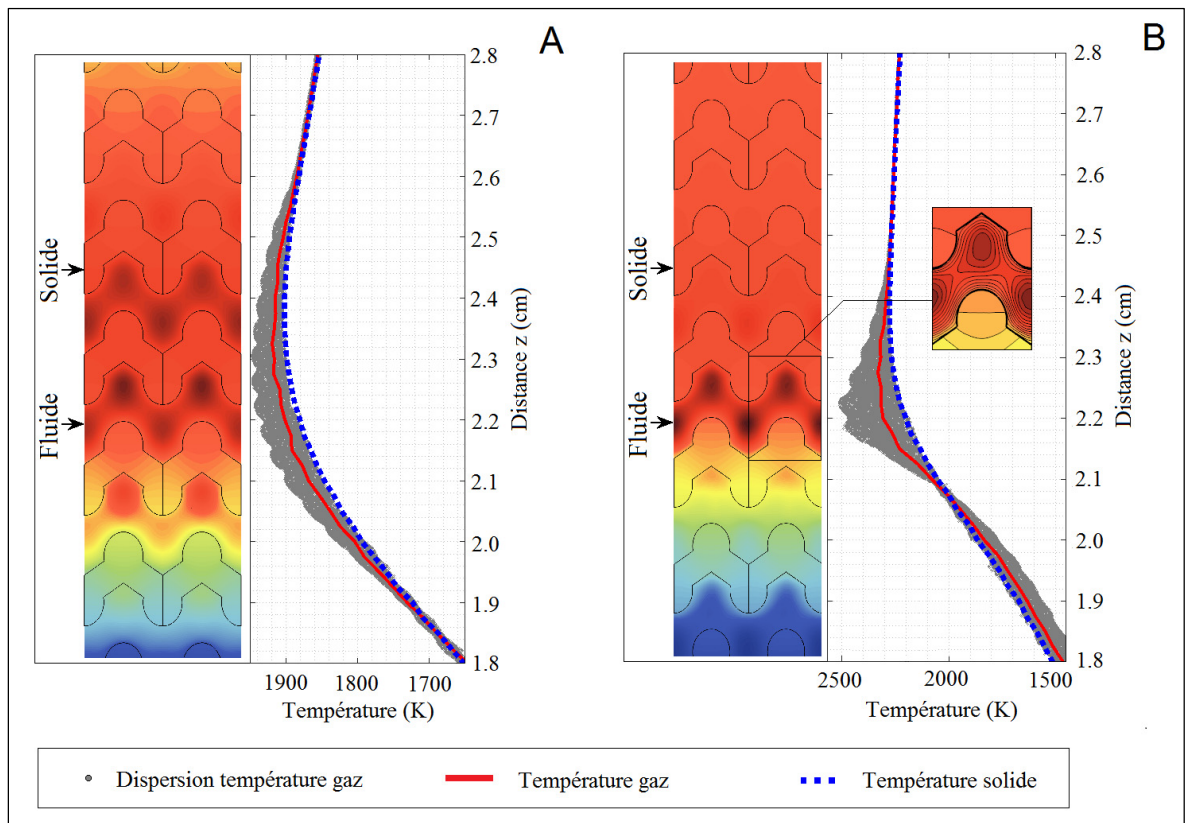 A
Solide
Fluide
2.8
2.7
2.6
2.5
2.4
2.3
2.2
2.1
2.0
1.9
1.8
Distance z (cm)
1900
1800
1700
Température (K)
B
Solide
Fluide
2.8
2.7
2.6
2.5
2.4
2.3
2.2
2.1
2.0
1.9
1.8
Distance z (cm)
2500
2000
1500
Température (K)
Dispersion température gaz
Température gaz
Température solide